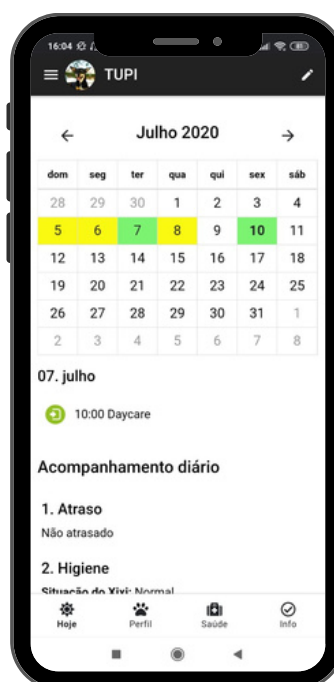 16:04
TUPI
Julho 2020
dom seg ter qua qui sex sáb
28 29 30 1 2 3 4
5 6 7 8 9 10 11
12 13 14 15 16 17 18
19 20 21 22 23 24 25
26 27 28 29 30 31 1
2 3 4 5 6 7 8
07. julho
10:00 Daycare
Acompanhamento diário
1. Atraso
Não atrasado
2. Higiene
Situação do Xixi: Normal
Hoje Perfil Saúde Info